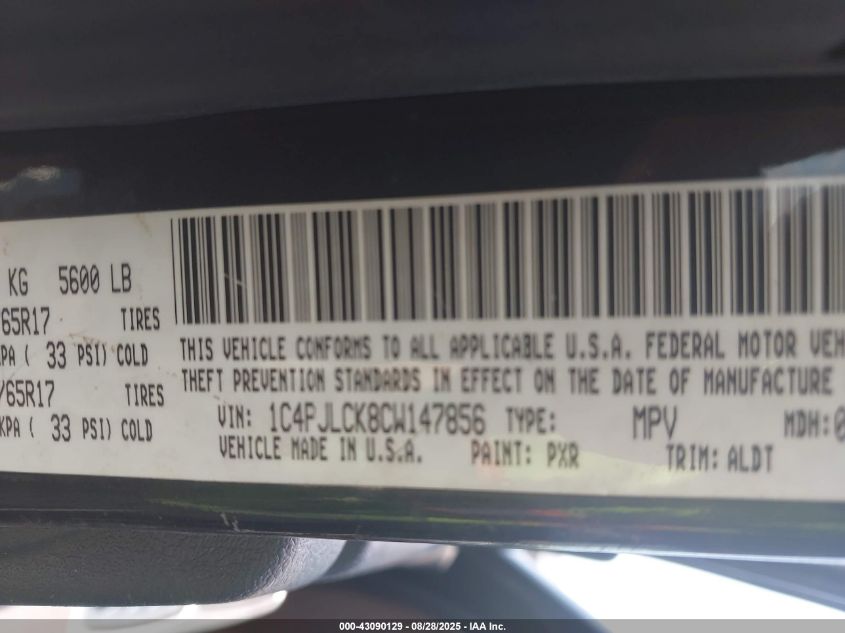 KG 5600 LB
/65R17 TIRES
KPA ( 33 PSI) COLD
/65R17 TIRES
KPA ( 33 PSI) COLD
THIS VEHICLE CONFORMS TO ALL APPLICABLE U.S.A. FEDERAL MOTOR VEH
THEFT PREVENTION STANDARDS IN EFFECT ON THE DATE OF MANUFACTURE
VIN: 1C4PJLCK8CW147856 TYPE: MPV MDH:0
VEHICLE MADE IN U.S.A. PAINT: PXR TRIM: ALDT
000-43090129 - 08/28/2025 - IAA Inc.